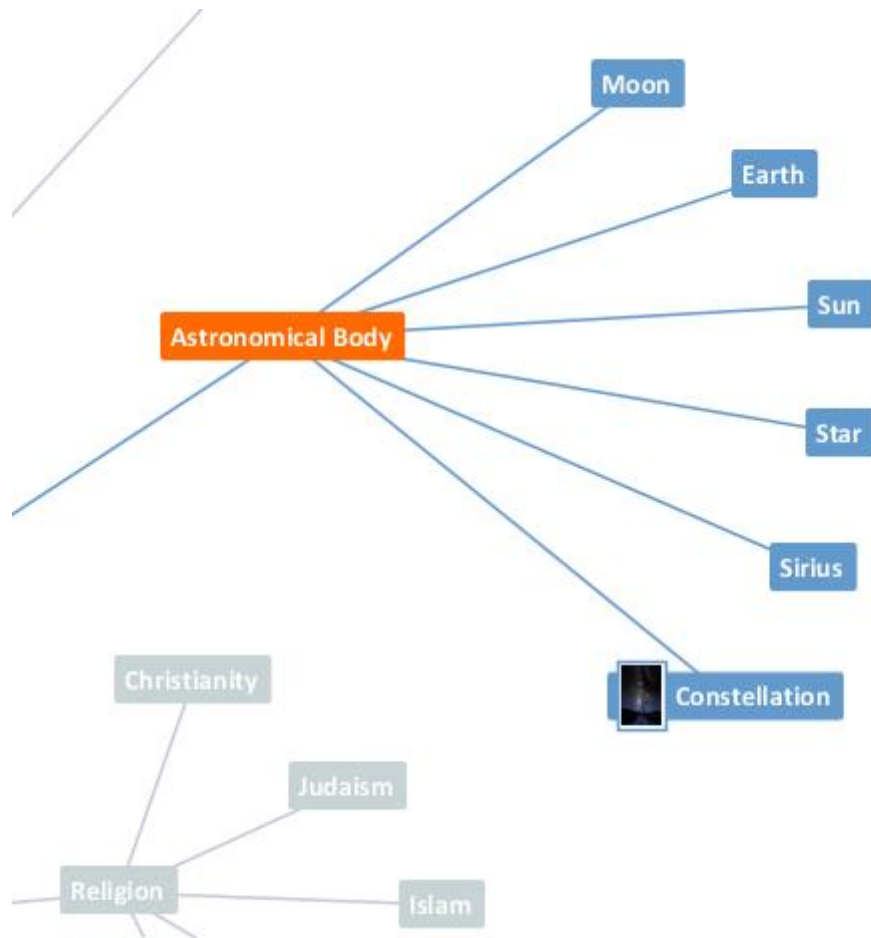 Moon
Earth
Astronomical Body
Sun
Star
Sirius
Constellation
Christianity
Judaism
Religion
Islam